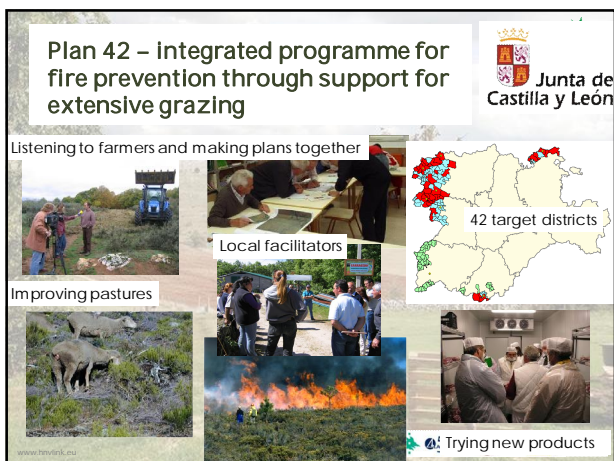 Plan 42 – integrated programme for
fire prevention through support for
extensive grazing
Junta de
Castilla y León
Listening to farmers and making plans together
42 target districts
Local facilitators
Improving pastures
Trying new products
www.hnvlink.eu